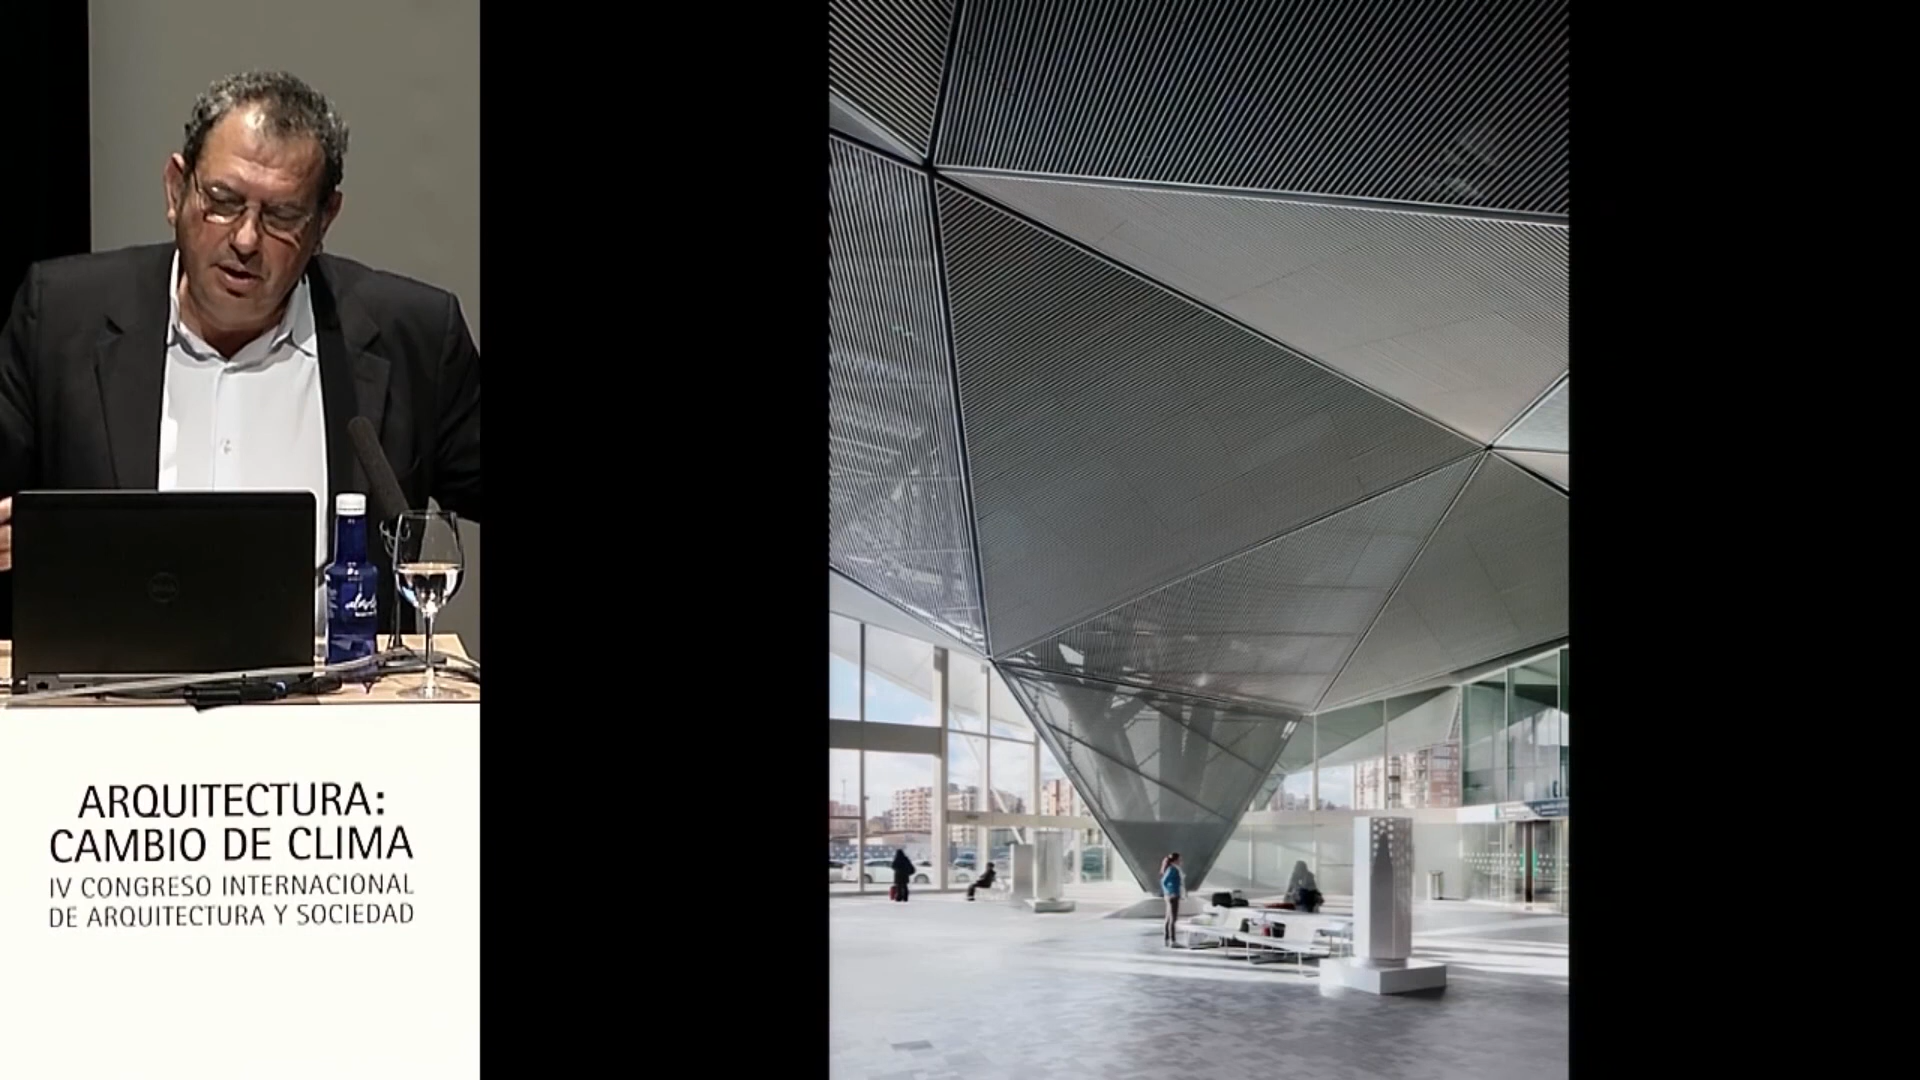 ARQUITECTURA:
CAMBIO DE CLIMA
IV CONGRESO INTERNACIONAL
DE ARQUITECTURA Y SOCIEDAD